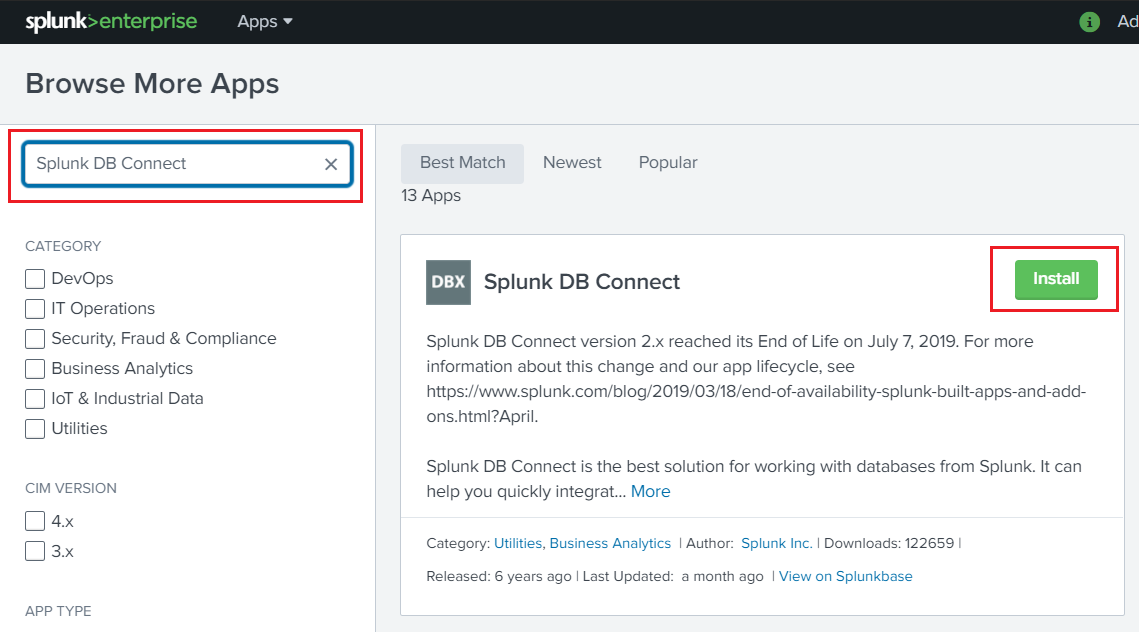 splunk>enterprise Apps i Ad
Browse More Apps
Splunk DB Connect
CATEGORY
DevOps
IT Operations
Security, Fraud & Compliance
Business Analytics
IoT & Industrial Data
Utilities
CIM VERSION
4.x
3.x
APP TYPE
Best Match Newest Popular
13 Apps
DBX Splunk DB Connect Install
Splunk DB Connect version 2.x reached its End of Life on July 7, 2019. For more
information about this change and our app lifecycle, see
https://www.splunk.com/blog/2019/03/18/end-of-availability-splunk-built-apps-and-add-
ons.html?April.
Splunk DB Connect is the best solution for working with databases from Splunk. It can
help you quickly integrat... More
Category: Utilities, Business Analytics | Author: Splunk Inc. | Downloads: 122659 |
Released: 6 years ago | Last Updated: a month ago | View on Splunkbase